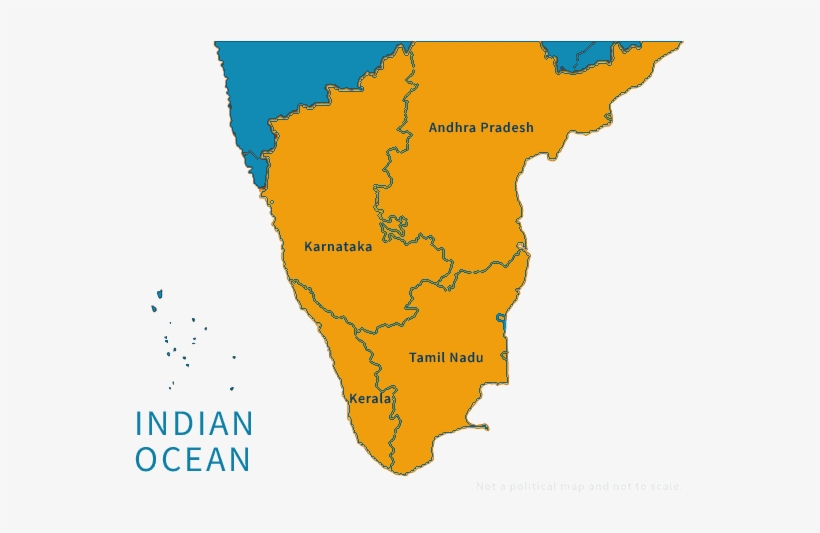 Andhra Pradesh
Karnataka
Tamil Nadu
Kerala
INDIAN
OCEAN
Not a political map and not to scale.